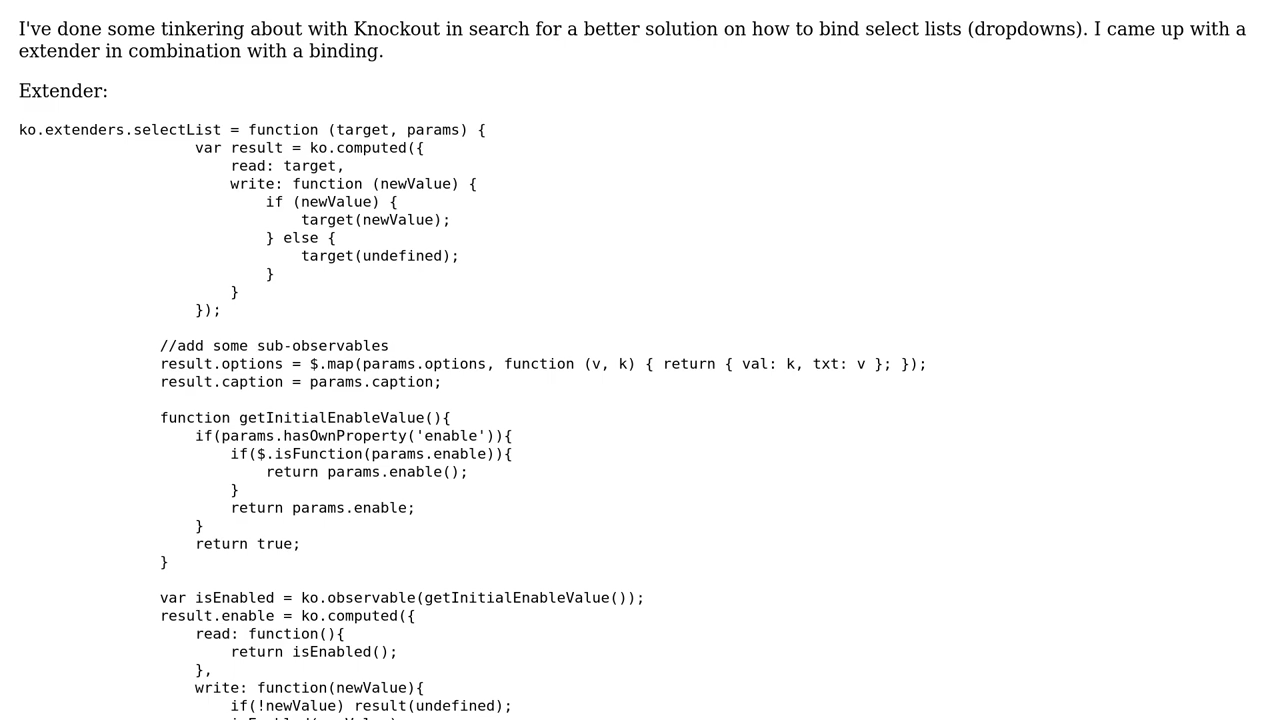 I've done some tinkering about with Knockout in search for a better solution on how to bind select lists (dropdowns). I came up with a
extender in combination with a binding.
Extender:
ko.extenders.selectList = function (target, params) {
                    var result = ko.computed({
                        read: target,
                        write: function (newValue) {
                            if (newValue) {
                                target(newValue);
                            } else {
                                target(undefined);
                            }
                        }
                    });
                //add some sub-observables
                result.options = $.map(params.options, function (v, k) { return { val: k, txt: v }; });
                result.caption = params.caption;
                function getInitialEnableValue(){
                    if(params.hasOwnProperty('enable')){
                        if($.isFunction(params.enable)){
                            return params.enable();
                        }
                        return params.enable;
                    }
                    return true;
                }
                var isEnabled = ko.observable(getInitialEnableValue());
                result.enable = ko.computed({
                    read: function(){
                        return isEnabled();
                    },
                    write: function(newValue){
                        if(!newValue) result(undefined);